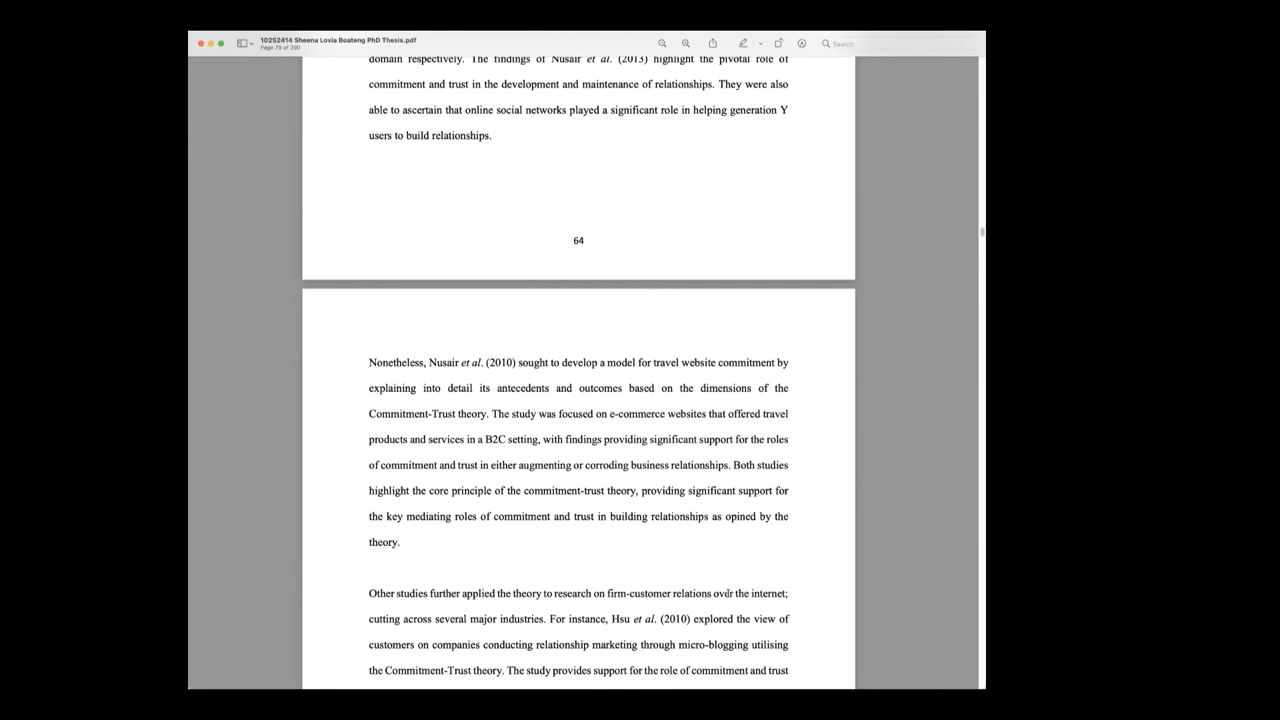 10252414 Sheena Lovia Boateng PhD Thesis.pdf
Page 79 of 290
Search
domain respectively. The findings of Nusair et al. (2013) highlight the pivotal role of
commitment and trust in the development and maintenance of relationships. They were also
able to ascertain that online social networks played a significant role in helping generation Y
users to build relationships.
64
Nonetheless, Nusair et al. (2010) sought to develop a model for travel website commitment by
explaining into detail its antecedents and outcomes based on the dimensions of the
Commitment-Trust theory. The study was focused on e-commerce websites that offered travel
products and services in a B2C setting, with findings providing significant support for the roles
of commitment and trust in either augmenting or corroding business relationships. Both studies
highlight the core principle of the commitment-trust theory, providing significant support for
the key mediating roles of commitment and trust in building relationships as opined by the
theory.
Other studies further applied the theory to research on firm-customer relations over the internet;
cutting across several major industries. For instance, Hsu et al. (2010) explored the view of
customers on companies conducting relationship marketing through micro-blogging utilising
the Commitment-Trust theory. The study provides support for the role of commitment and trust